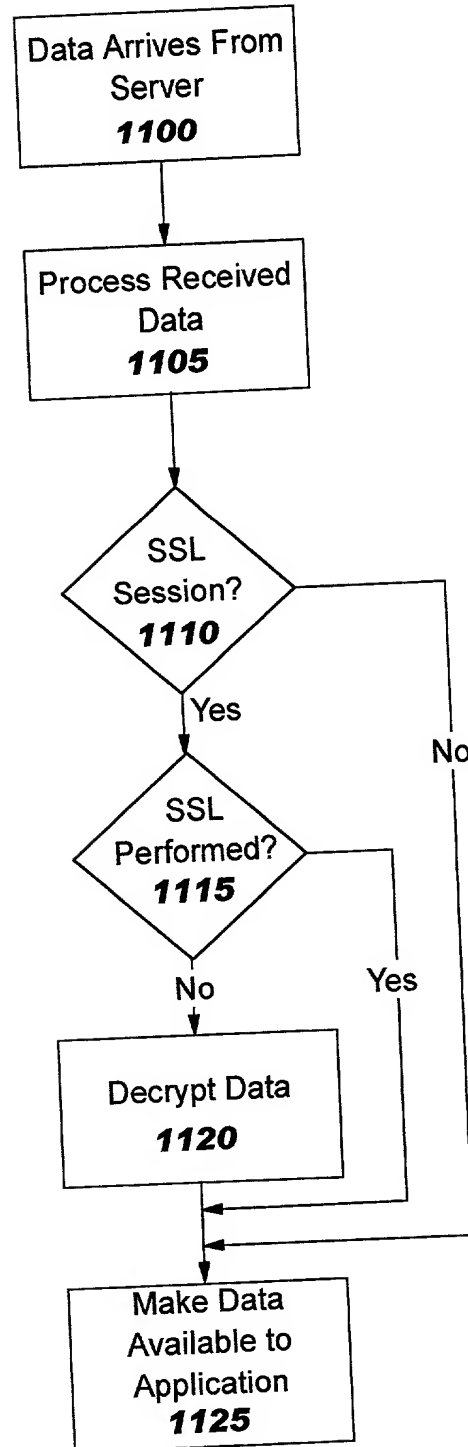 Data Arrives From
Server
1100
Process Received
Data
1105
SSL
Session?
1110
Yes
No
SSL
Performed?
1115
No
Yes
Decrypt Data
1120
Make Data
Available to
Application
1125